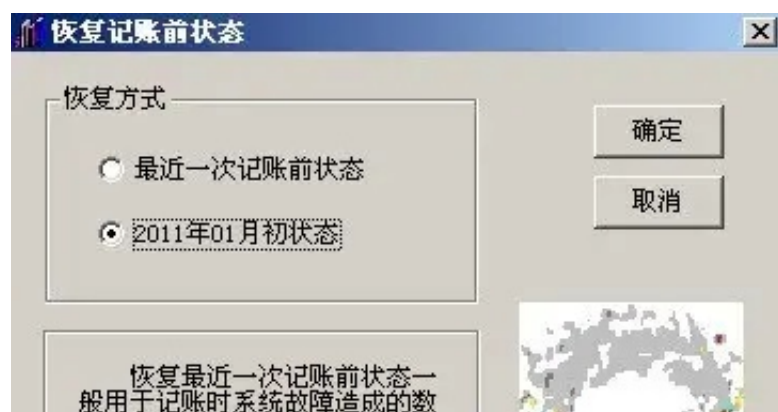 恢复记账前状态
恢复方式
最近一次记账前状态
2011年01月初状态
确定
取消
恢复最近一次记账前状态一
般用于记账时系统故障造成的数